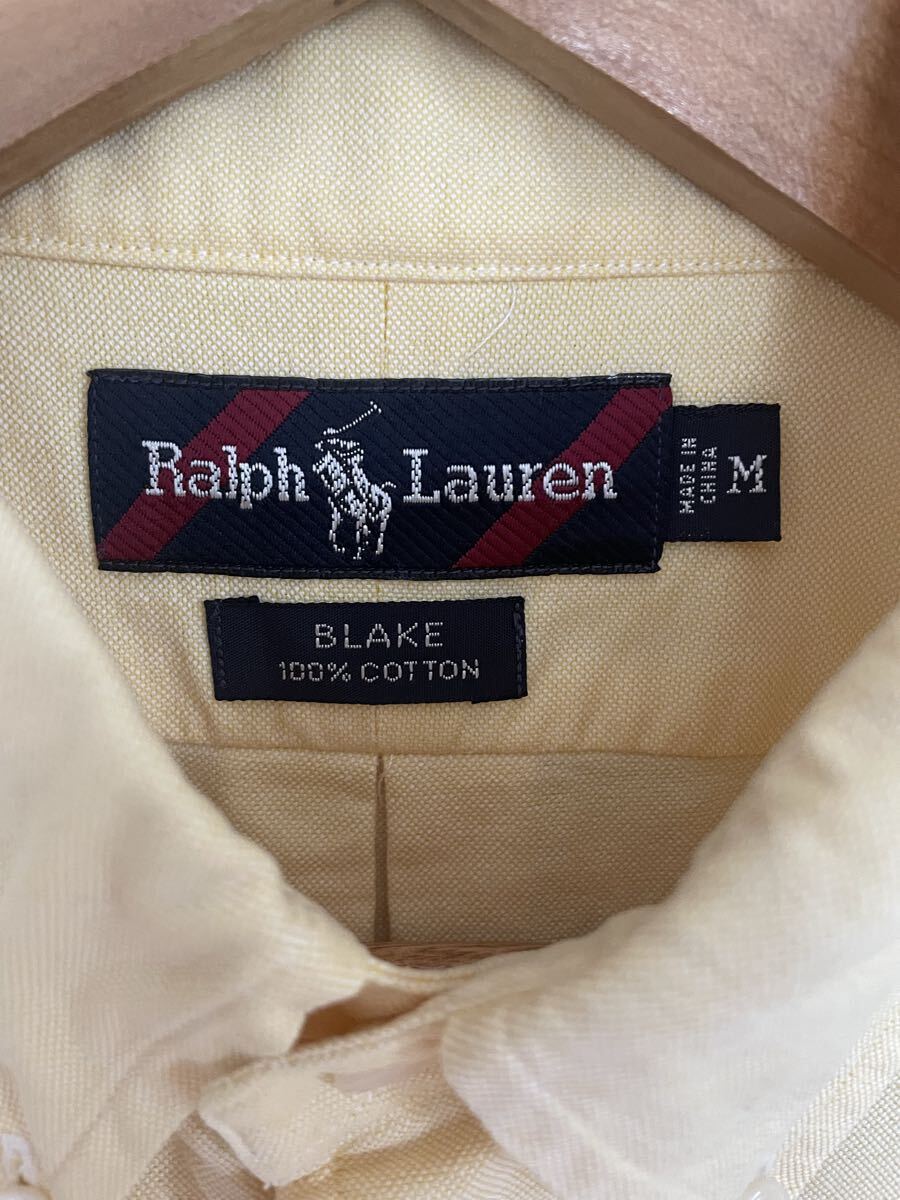 Ralph Lauren
MADE IN
CHINA
M
BLAKE
100% COTTON